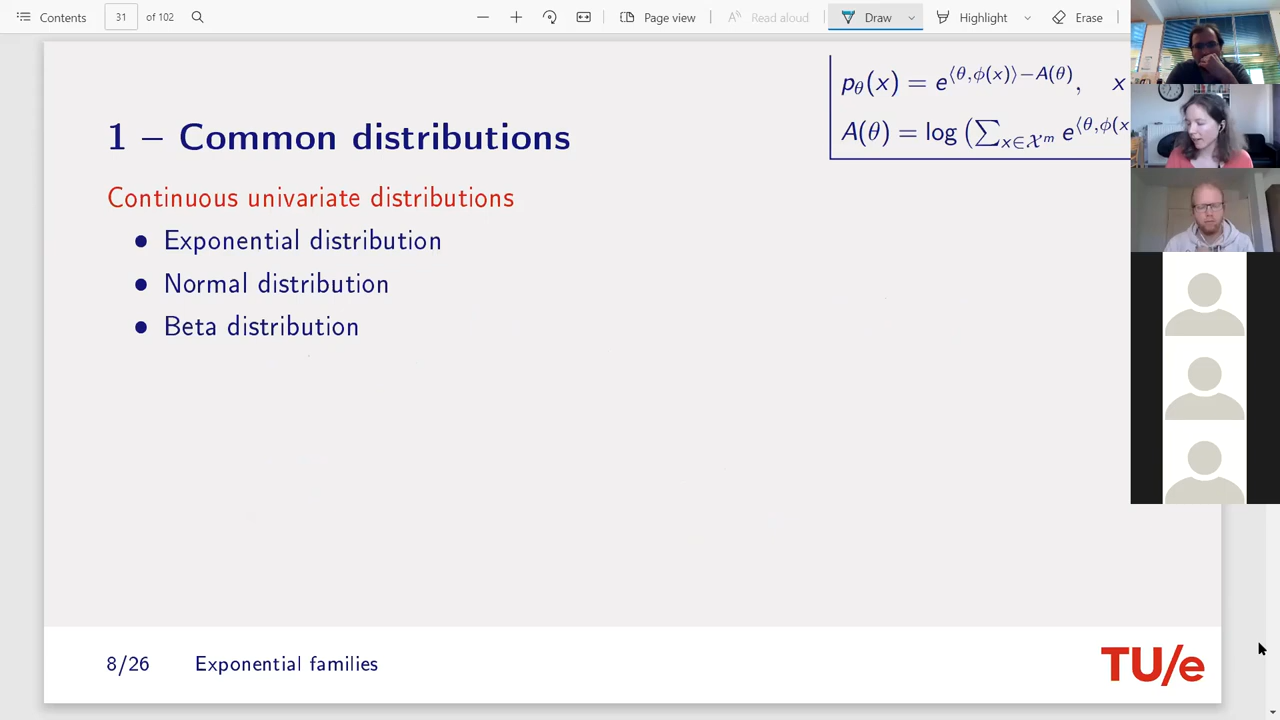 Contents 31 of 102 Page view Read aloud Draw Highlight Erase
p_θ(x) = e^{⟨θ,ϕ(x)⟩−A(θ)}, x
A(θ) = log (∑_{x∈𝒳^m} e^{⟨θ,ϕ(x
1 – Common distributions
Continuous univariate distributions
• Exponential distribution
• Normal distribution
• Beta distribution
8/26 Exponential families
TU/e